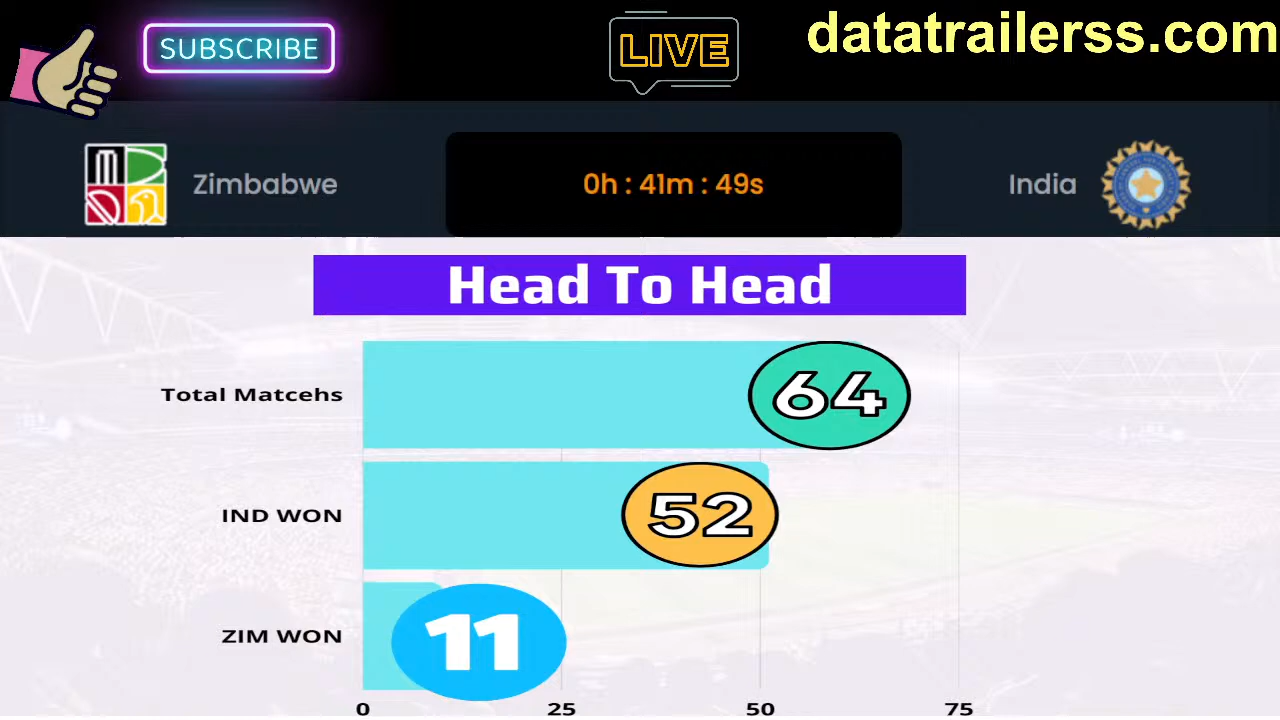 SUBSCRIBE
LIVE
datatrailerss.com
Zimbabwe
0h : 41m : 49s
India
Head To Head
Total Matcehs
64
IND WON
52
ZIM WON
11
0 25 50 75